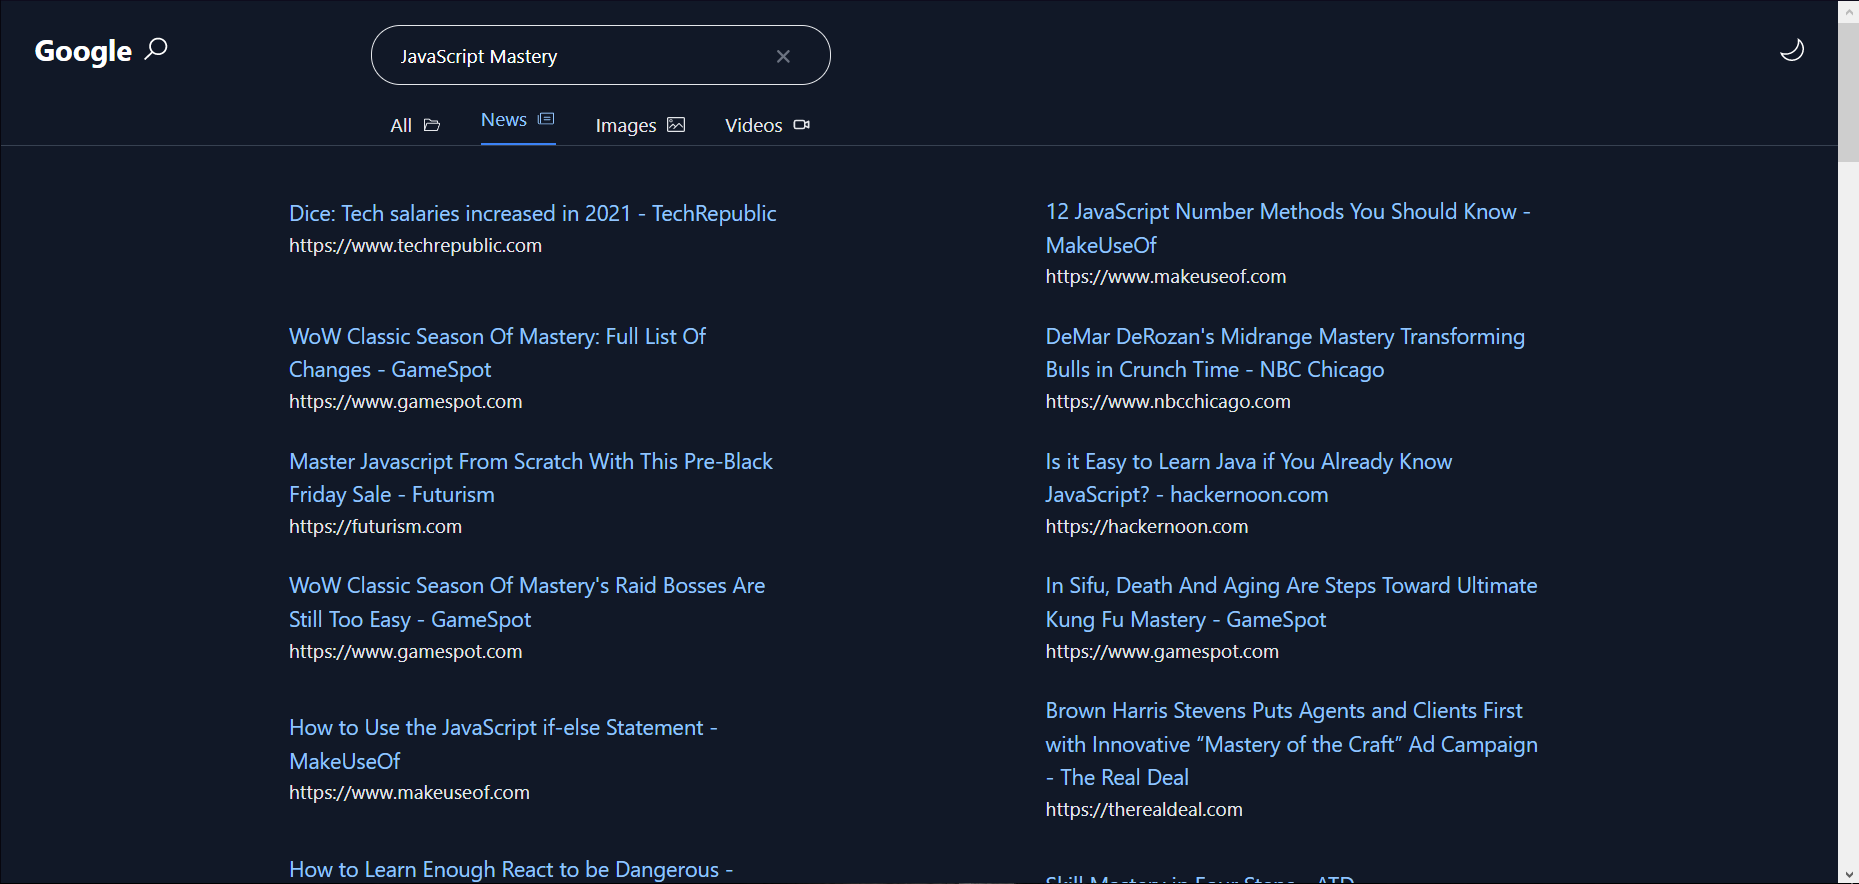 Google
JavaScript Mastery
All
News
Images
Videos
Dice: Tech salaries increased in 2021 - TechRepublic
https://www.techrepublic.com
12 JavaScript Number Methods You Should Know -
MakeUseOf
https://www.makeuseof.com
WoW Classic Season Of Mastery: Full List Of
Changes - GameSpot
https://www.gamespot.com
DeMar DeRozan's Midrange Mastery Transforming
Bulls in Crunch Time - NBC Chicago
https://www.nbcchicago.com
Master Javascript From Scratch With This Pre-Black
Friday Sale - Futurism
https://futurism.com
Is it Easy to Learn Java if You Already Know
JavaScript? - hackernoon.com
https://hackernoon.com
WoW Classic Season Of Mastery's Raid Bosses Are
Still Too Easy - GameSpot
https://www.gamespot.com
In Sifu, Death And Aging Are Steps Toward Ultimate
Kung Fu Mastery - GameSpot
https://www.gamespot.com
How to Use the JavaScript if-else Statement -
MakeUseOf
https://www.makeuseof.com
Brown Harris Stevens Puts Agents and Clients First
with Innovative “Mastery of the Craft” Ad Campaign
- The Real Deal
https://therealdeal.com
How to Learn Enough React to be Dangerous -
Skill Mastery in Four Steps - ATD